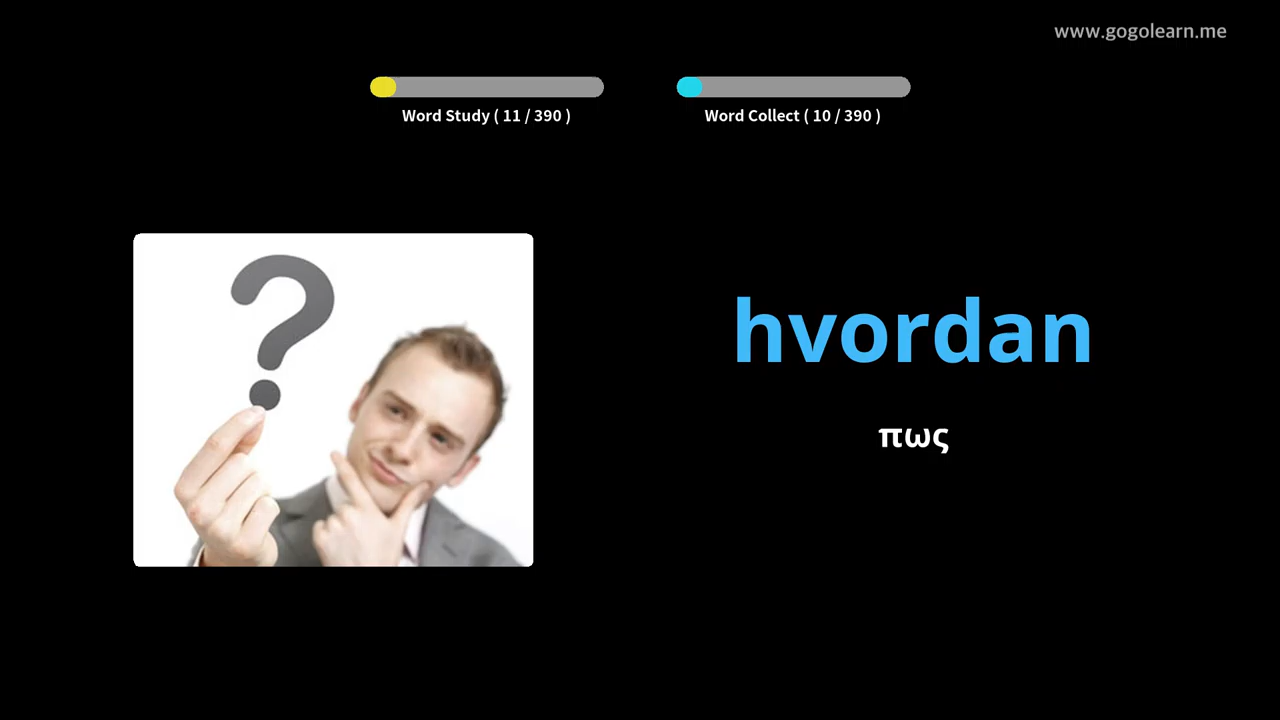 www.gogolearn.me
Word Study ( 11 / 390 )
Word Collect ( 10 / 390 )
?
hvordan
πως